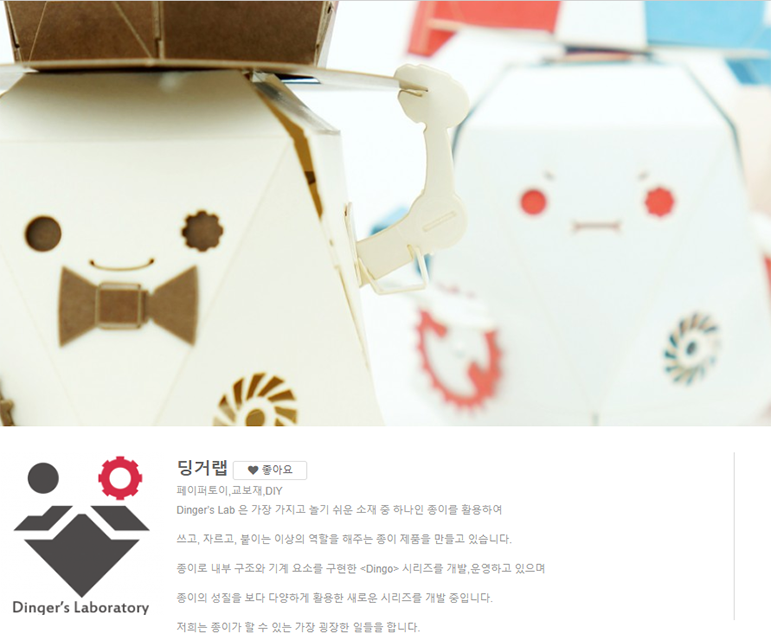 딩거랩 ♥ 좋아요
페이퍼토이,교보재,DIY
Dinger's Lab 은 가장 가지고 놀기 쉬운 소재 중 하나인 종이를 활용하여
쓰고, 자르고, 붙이는 이상의 역할을 해주는 종이 제품을 만들고 있습니다.
종이로 내부 구조와 기계 요소를 구현한 <Dingo> 시리즈를 개발,운영하고 있으며
종이의 성질을 보다 다양하게 활용한 새로운 시리즈를 개발 중입니다.
저희는 종이가 할 수 있는 가장 굉장한 일들을 합니다.
Dinger's Laboratory